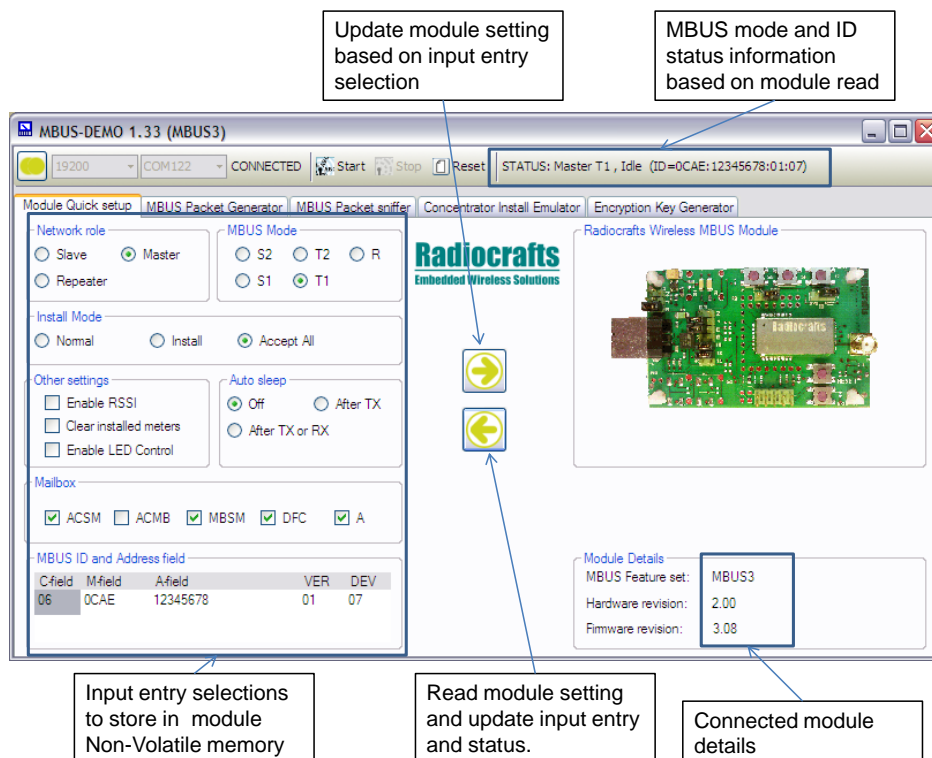 Update module setting
based on input entry
selection
MBUS mode and ID
status information
based on module read
MBUS-DEMO 1.33 (MBUS3)
19200 COM122 CONNECTED Start Stop Reset STATUS: Master T1 , Idle (ID=0CAE:12345678:01:07)
Module Quick setup MBUS Packet Generator MBUS Packet sniffer Concentrator Install Emulator Encryption Key Generator
Network role
Slave Master
Repeater
MBUS Mode
S2 T2 R
S1 T1
Radiocrafts
Embedded Wireless Solutions
Radiocrafts Wireless MBUS Module
Radiocrafts
Install Mode
Normal Install Accept All
Other settings
Enable RSSI
Clear installed meters
Enable LED Control
Auto sleep
Off After TX
After TX or RX
Mailbox
ACSM ACMB MBSM DFC A
MBUS ID and Address field
C-field M-field A-field VER DEV
06 0CAE 12345678 01 07
Module Details
MBUS Feature set: MBUS3
Hardware revision: 2.00
Firmware revision: 3.08
Input entry selections
to store in module
Non-Volatile memory
Read module setting
and update input entry
and status.
Connected module
details